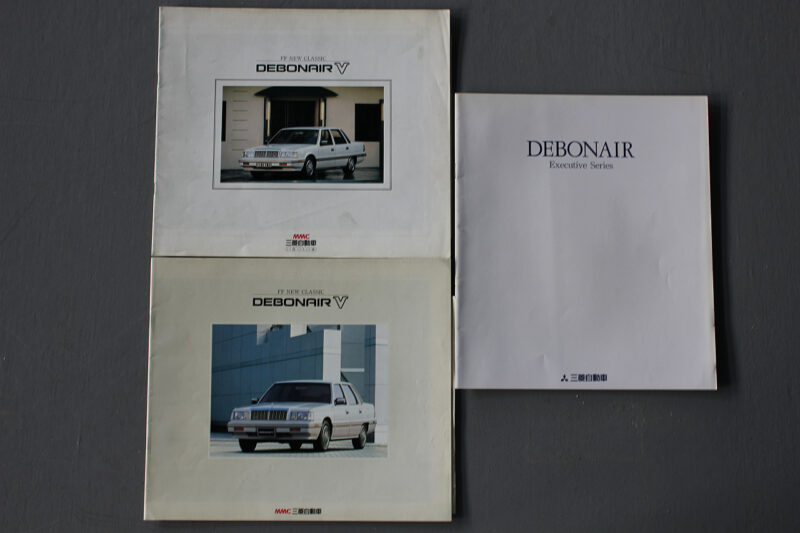 FF NEW CLASSIC
DEBONAIR V
MMC
三菱自動車
FF NEW CLASSIC
DEBONAIR V
MMC 三菱自動車
DEBONAIR
Executive Series
三菱自動車